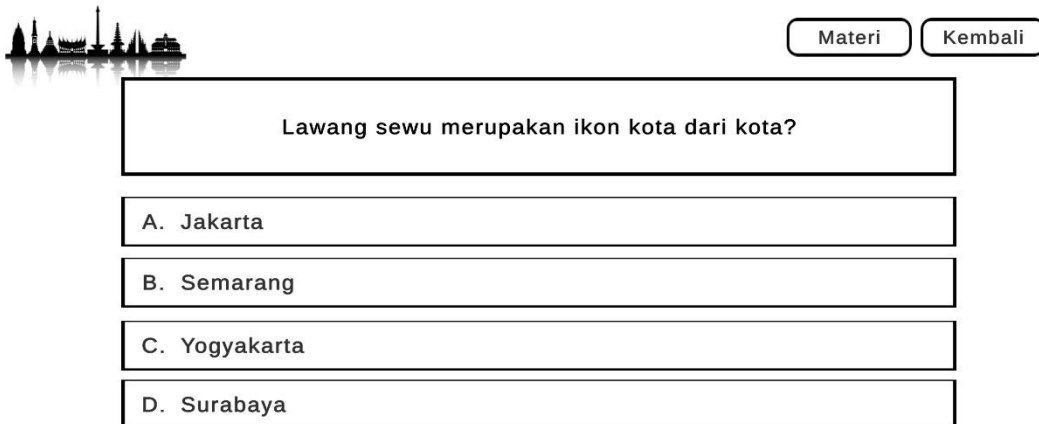 Materi
Kembali
Lawang sewu merupakan ikon kota dari kota?
A. Jakarta
B. Semarang
C. Yogyakarta
D. Surabaya